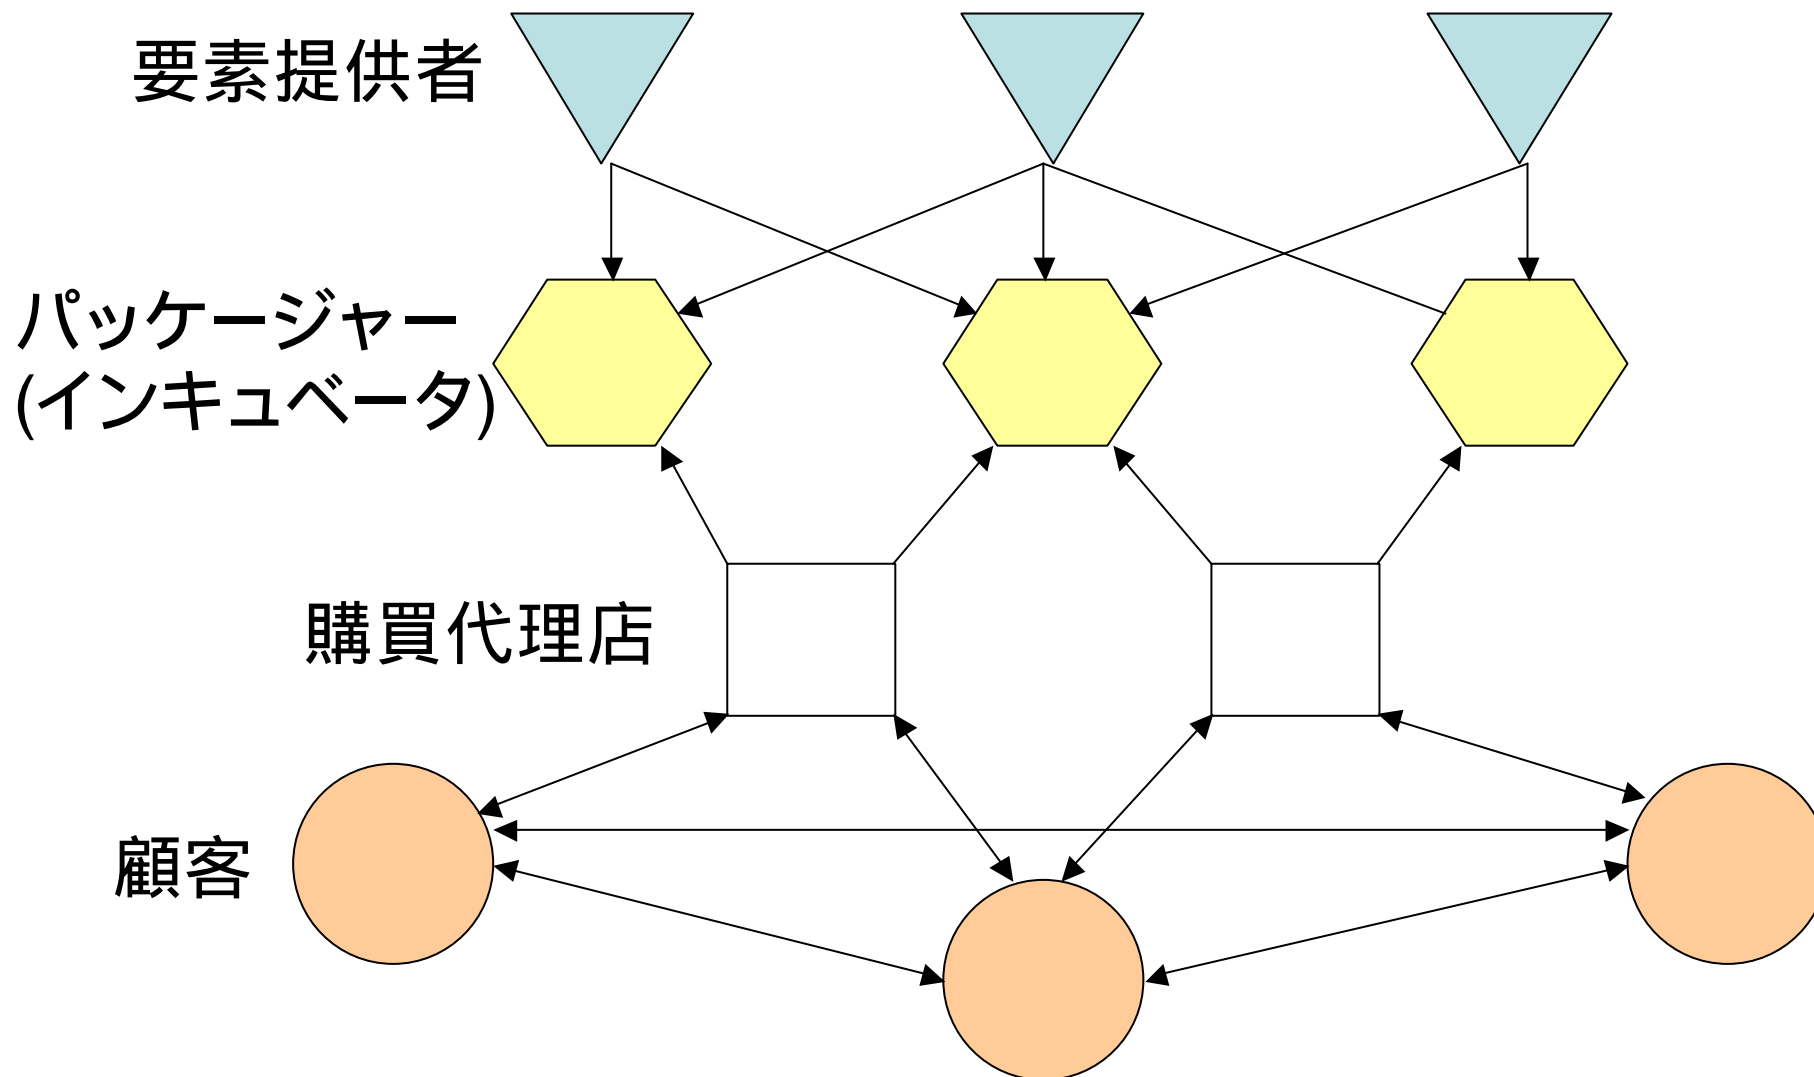 要素提供者
パッケージャー
(インキュベータ)
購買代理店
顧客